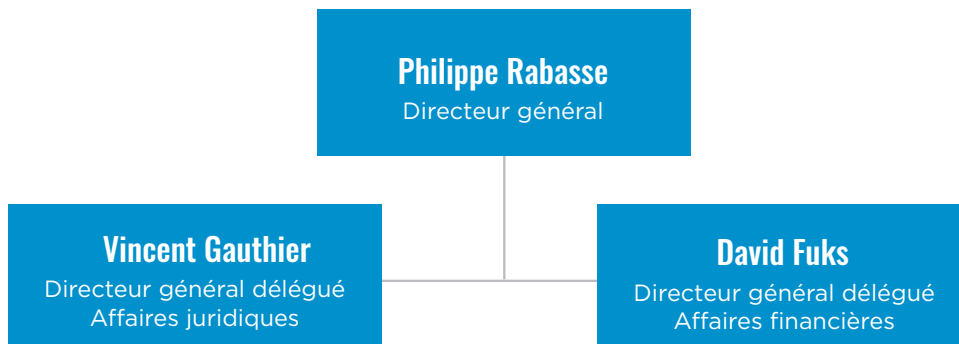 Philippe Rabasse
Directeur général
Vincent Gauthier
Directeur général délégué
Affaires juridiques
David Fuks
Directeur général délégué
Affaires financières